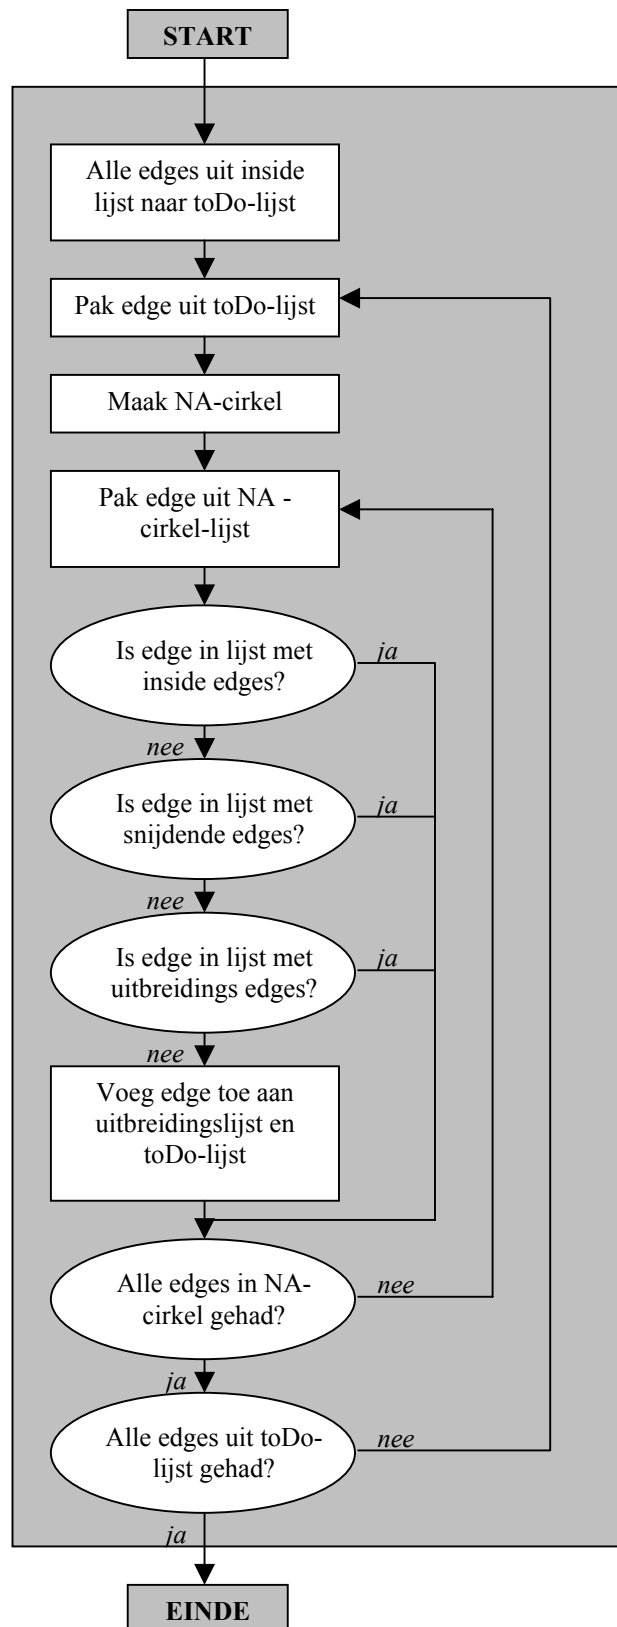 START
Alle edges uit inside
lijst naar toDo-lijst
Pak edge uit toDo-lijst
Maak NA-cirkel
Pak edge uit NA -
cirkel-lijst
Is edge in lijst met
inside edges?
ja
nee
Is edge in lijst met
snijdende edges?
ja
nee
Is edge in lijst met
uitbreidings edges?
ja
nee
Voeg edge toe aan
uitbreidingslijst en
toDo-lijst
Alle edges in NA-
cirkel gehad?
nee
ja
Alle edges uit toDo-
lijst gehad?
nee
ja
EINDE